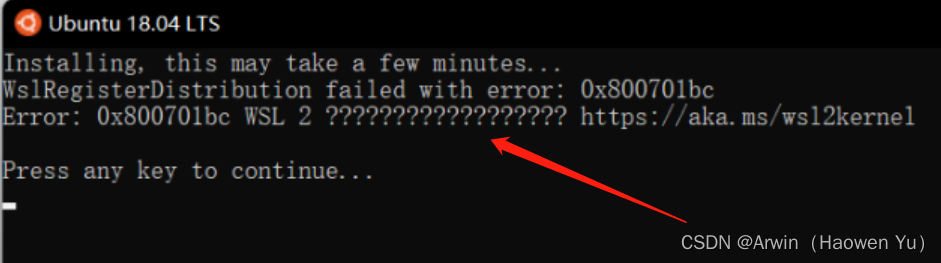 Ubuntu 18.04 LTS
Installing, this may take a few minutes...
WslRegisterDistribution failed with error: 0x800701bc
Error: 0x800701bc WSL 2 ?????????????????? https://aka.ms/wsl2kernel
Press any key to continue...
CSDN @Arwin（Haowen Yu）